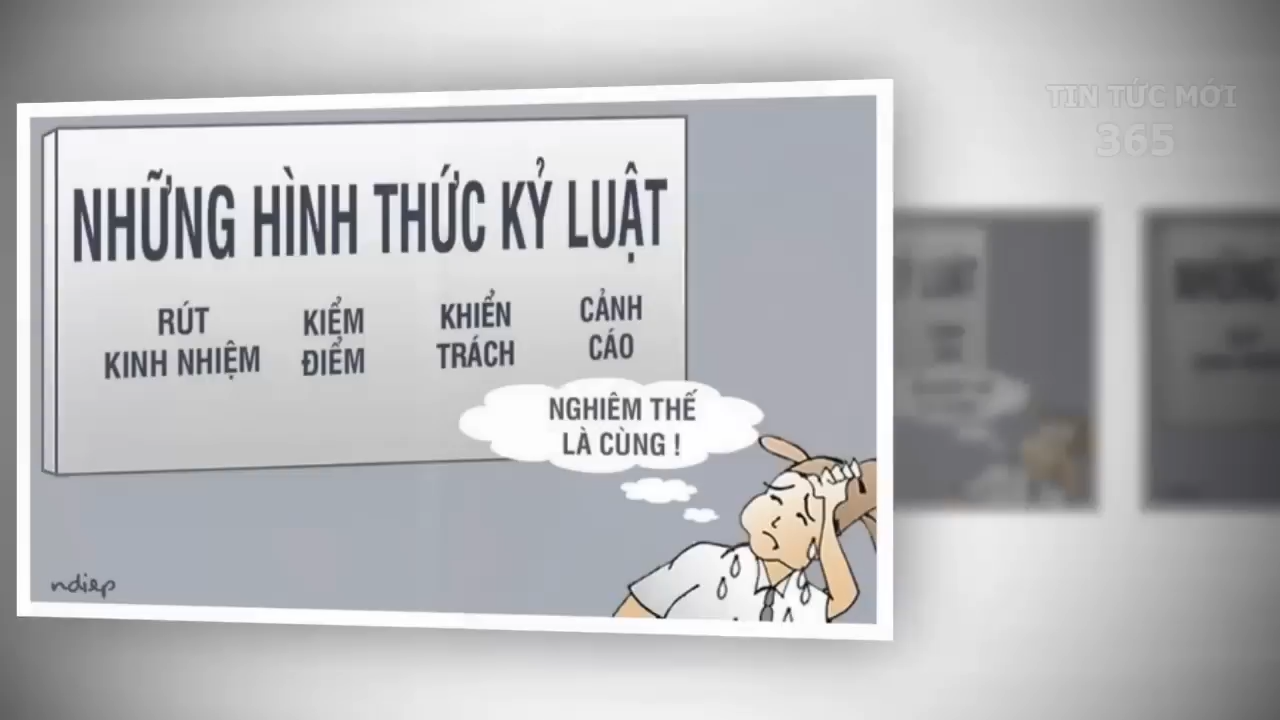 TIN TỨC MỚI
365
NHỮNG HÌNH THỨC KỶ LUẬT
RÚT
KINH NHIỆM
KIỂM
ĐIỂM
KHIỂN
TRÁCH
CẢNH
CÁO
NGHIÊM THẾ
LÀ CÙNG !
ndiep